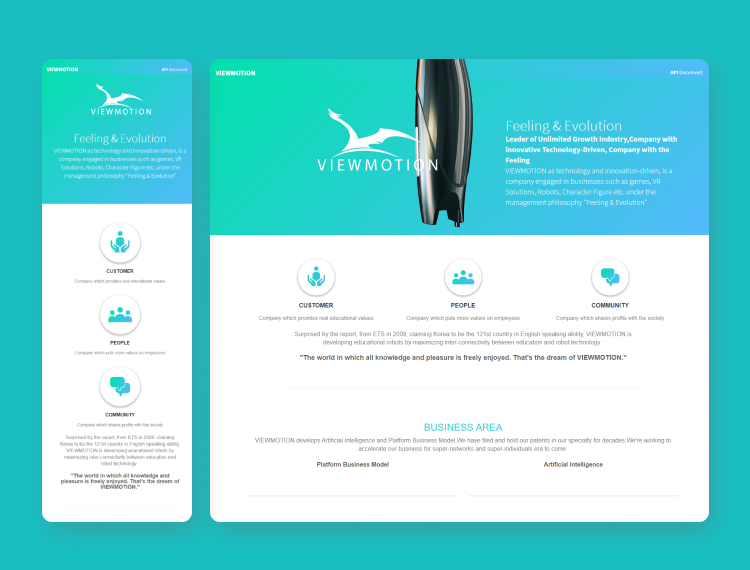 VIEWMOTION
API Document
VIEWMOTION
Feeling & Evolution
VIEWMOTION as technology and innovation-driven, is a
company engaged in businesses such as games, VR
Solutions, Robots, Character Figure etc. under the
management philosophy "Feeling & Evolution"
CUSTOMER
Company which provides real educational values
PEOPLE
Company which puts more values on employees
COMMUNITY
Company which shares profits with the society
Surprised by the report, from ETS in 2009, claiming
Korea to be the 121st country in English speaking ability,
VIEWMOTION is developing educational robots by
maximizing inter-connectivity between education and
robot technology.
"The world in which all knowledge and
pleasure is freely enjoyed. That's the dream of
VIEWMOTION."
VIEWMOTION
API Document
VIEWMOTION
Feeling & Evolution
Leader of Unlimited Growth Industry,Company with
Innovative Technology-Driven, Company with the
Feeling
VIEWMOTION as technology and innovation-driven, is a
company engaged in businesses such as games, VR
Solutions, Robots, Character Figure etc. under the
management philosophy "Feeling & Evolution"
CUSTOMER
PEOPLE
COMMUNITY
Company which provides real educational values
Company which puts more values on employees
Company which shares profits with the society
Surprised by the report, from ETS in 2009, claiming Korea to be the 121st country in English speaking ability, VIEWMOTION is
developing educational robots by maximizing inter-connectivity between education and robot technology.
"The world in which all knowledge and pleasure is freely enjoyed. That's the dream of VIEWMOTION."
BUSINESS AREA
VIEWMOTION develops Artificial Intelligence and Platform Business Model.We have filed and hold our patents in our specialty for decades We're working to
accelerate our business for super-networks and super-individuals era to come
Platform Business Model
Artificial Intelligence